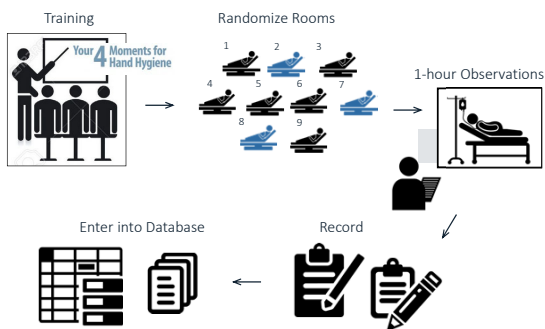 Training
Your 4 Moments for
Hand Hygiene
Randomize Rooms
1 2 3
4 5 6 7
8 9
1-hour Observations
Enter into Database
Record